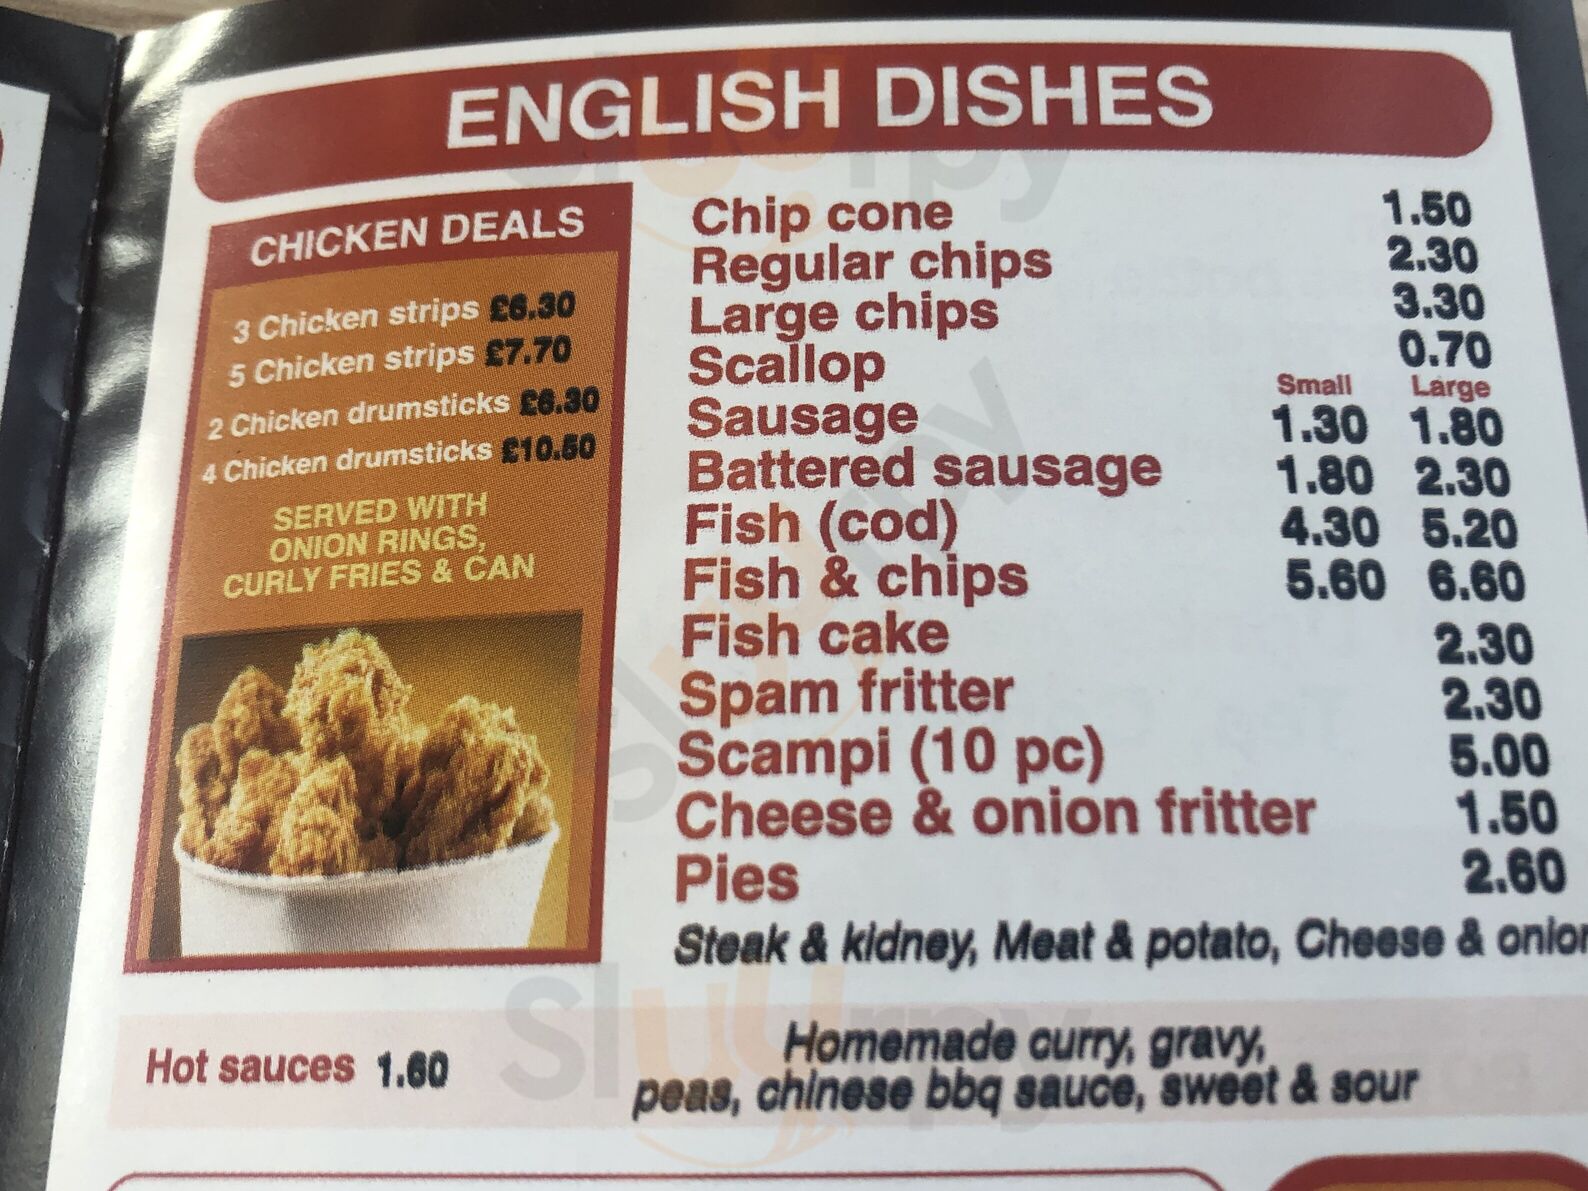 ENGLISH DISHES
CHICKEN DEALS
3 Chicken strips £6.30
5 Chicken strips £7.70
2 Chicken drumsticks £6.30
4 Chicken drumsticks £10.50
SERVED WITH
ONION RINGS,
CURLY FRIES & CAN
Chip cone 1.50
Regular chips 2.30
Large chips 3.30
Scallop 0.70
Small Large
Sausage 1.30 1.80
Battered sausage 1.80 2.30
Fish (cod) 4.30 5.20
Fish & chips 5.60 6.60
Fish cake 2.30
Spam fritter 2.30
Scampi (10 pc) 5.00
Cheese & onion fritter 1.50
Pies 2.60
Steak & kidney, Meat & potato, Cheese & onion
Hot sauces 1.60
Homemade curry, gravy,
peas, chinese bbq sauce, sweet & sour
sluurpy
sluurpy
sluurpy